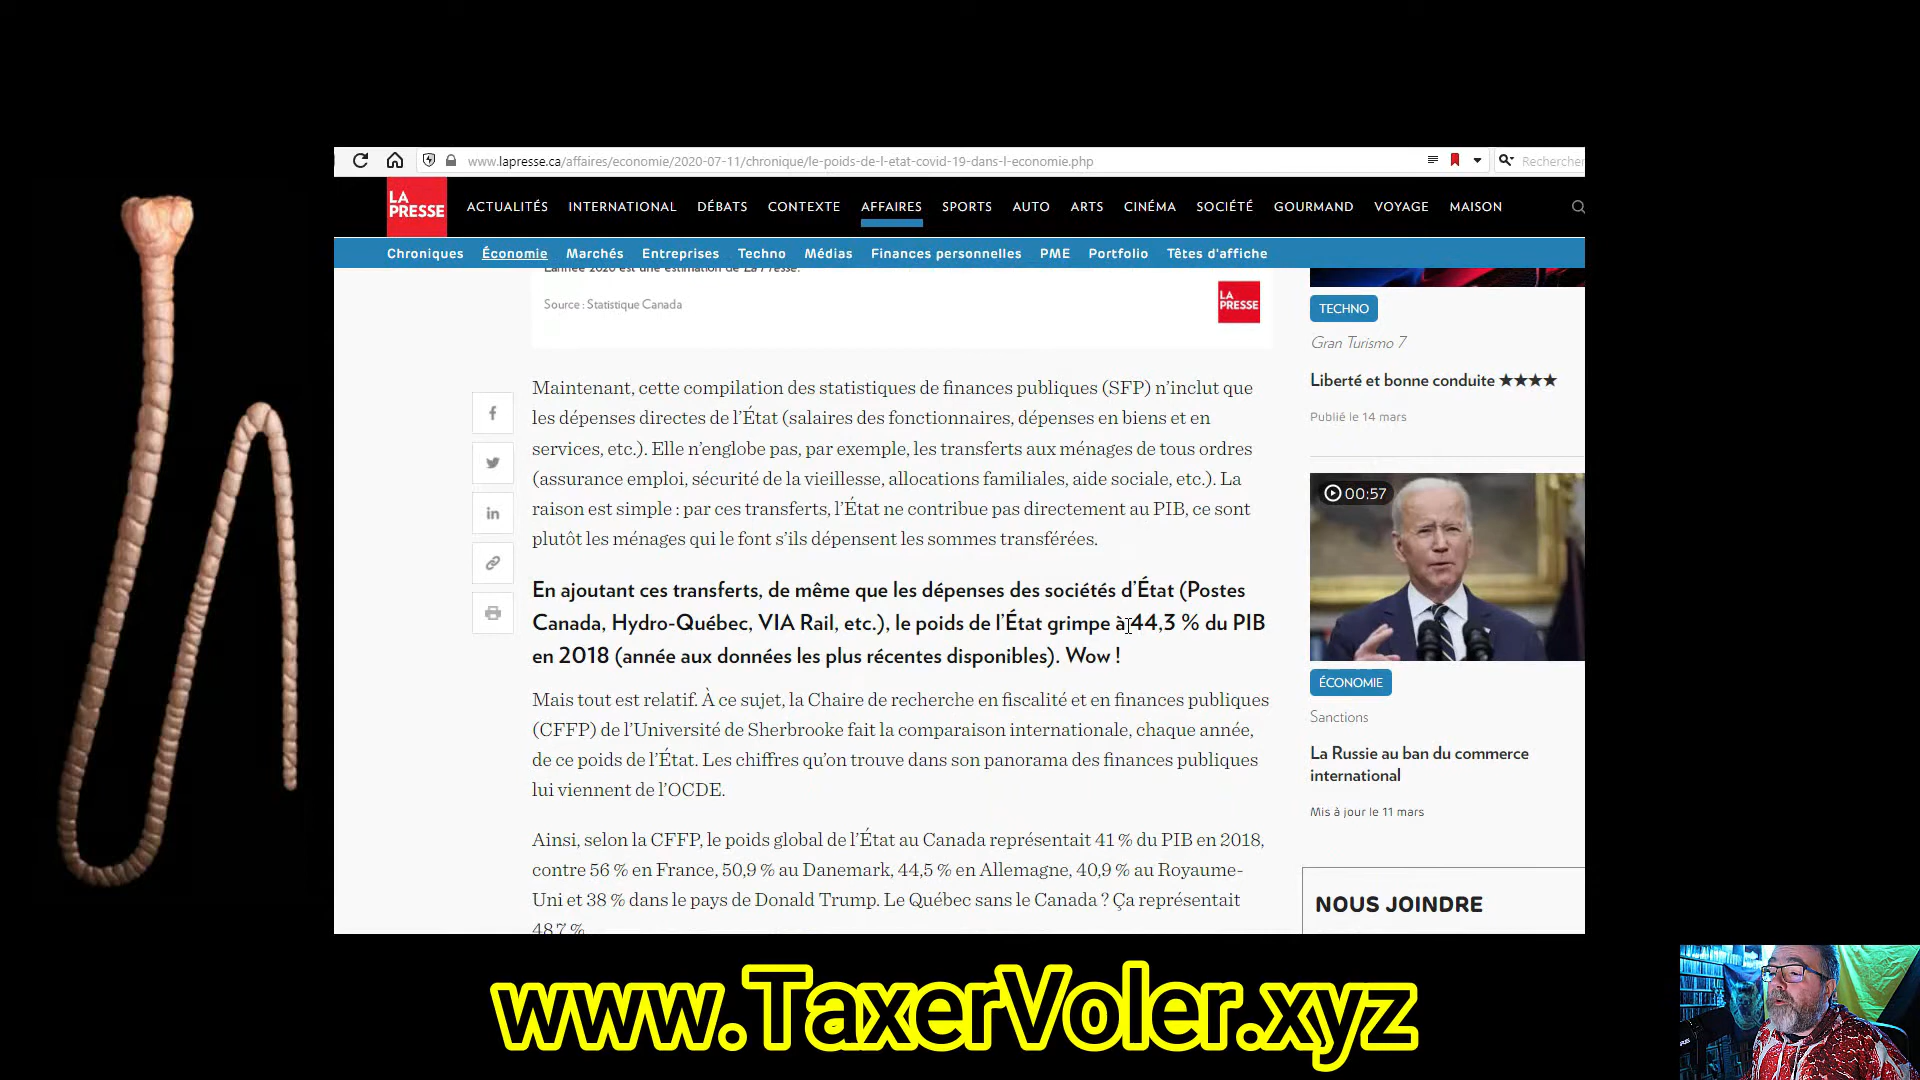 www.lapresse.ca/affaires/economie/2020-07-11/chronique/le-poids-de-l-etat-covid-19-dans-l-economie.php
Rechercher
LA PRESSE
ACTUALITÉS INTERNATIONAL DÉBATS CONTEXTE AFFAIRES SPORTS AUTO ARTS CINÉMA SOCIÉTÉ GOURMAND VOYAGE MAISON
Chroniques Économie Marchés Entreprises Techno Médias Finances personnelles PME Portfolio Têtes d'affiche
L'année 2020 est une estimation de La Presse.
Source : Statistique Canada
LA PRESSE
Maintenant, cette compilation des statistiques de finances publiques (SFP) n’inclut que
les dépenses directes de l’État (salaires des fonctionnaires, dépenses en biens et en
services, etc.). Elle n’englobe pas, par exemple, les transferts aux ménages de tous ordres
(assurance emploi, sécurité de la vieillesse, allocations familiales, aide sociale, etc.). La
raison est simple : par ces transferts, l’État ne contribue pas directement au PIB, ce sont
plutôt les ménages qui le font s’ils dépensent les sommes transférées.
En ajoutant ces transferts, de même que les dépenses des sociétés d’État (Postes
Canada, Hydro-Québec, VIA Rail, etc.), le poids de l’État grimpe à 44,3 % du PIB
en 2018 (année aux données les plus récentes disponibles). Wow !
Mais tout est relatif. À ce sujet, la Chaire de recherche en fiscalité et en finances publiques
(CFFP) de l’Université de Sherbrooke fait la comparaison internationale, chaque année,
de ce poids de l’État. Les chiffres qu’on trouve dans son panorama des finances publiques
lui viennent de l’OCDE.
Ainsi, selon la CFFP, le poids global de l’État au Canada représentait 41 % du PIB en 2018,
contre 56 % en France, 50,9 % au Danemark, 44,5 % en Allemagne, 40,9 % au Royaume-
Uni et 38 % dans le pays de Donald Trump. Le Québec sans le Canada ? Ça représentait
48,7 %.
TECHNO
Gran Turismo 7
Liberté et bonne conduite ★★★★
Publié le 14 mars
00:57
ÉCONOMIE
Sanctions
La Russie au ban du commerce
international
Mis à jour le 11 mars
NOUS JOINDRE
www.TaxerVoler.xyz